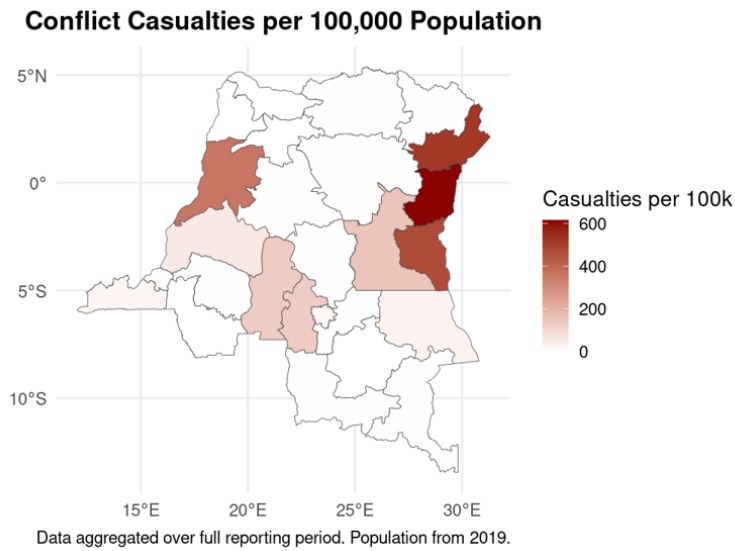 Conflict Casualties per 100,000 Population
5°N
0°
5°S
10°S
15°E 20°E 25°E 30°E
Casualties per 100k
600
400
200
0
Data aggregated over full reporting period. Population from 2019.